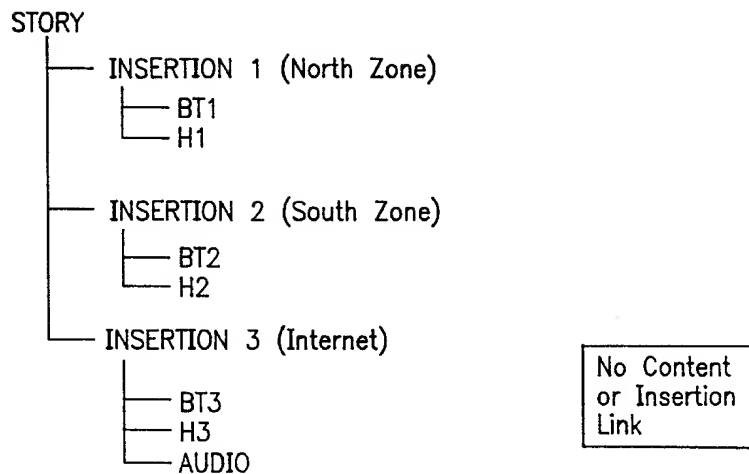 STORY
INSERTION 1 (North Zone)
BT1
H1
INSERTION 2 (South Zone)
BT2
H2
INSERTION 3 (Internet)
BT3
H3
AUDIO
No Content
or Insertion
Link